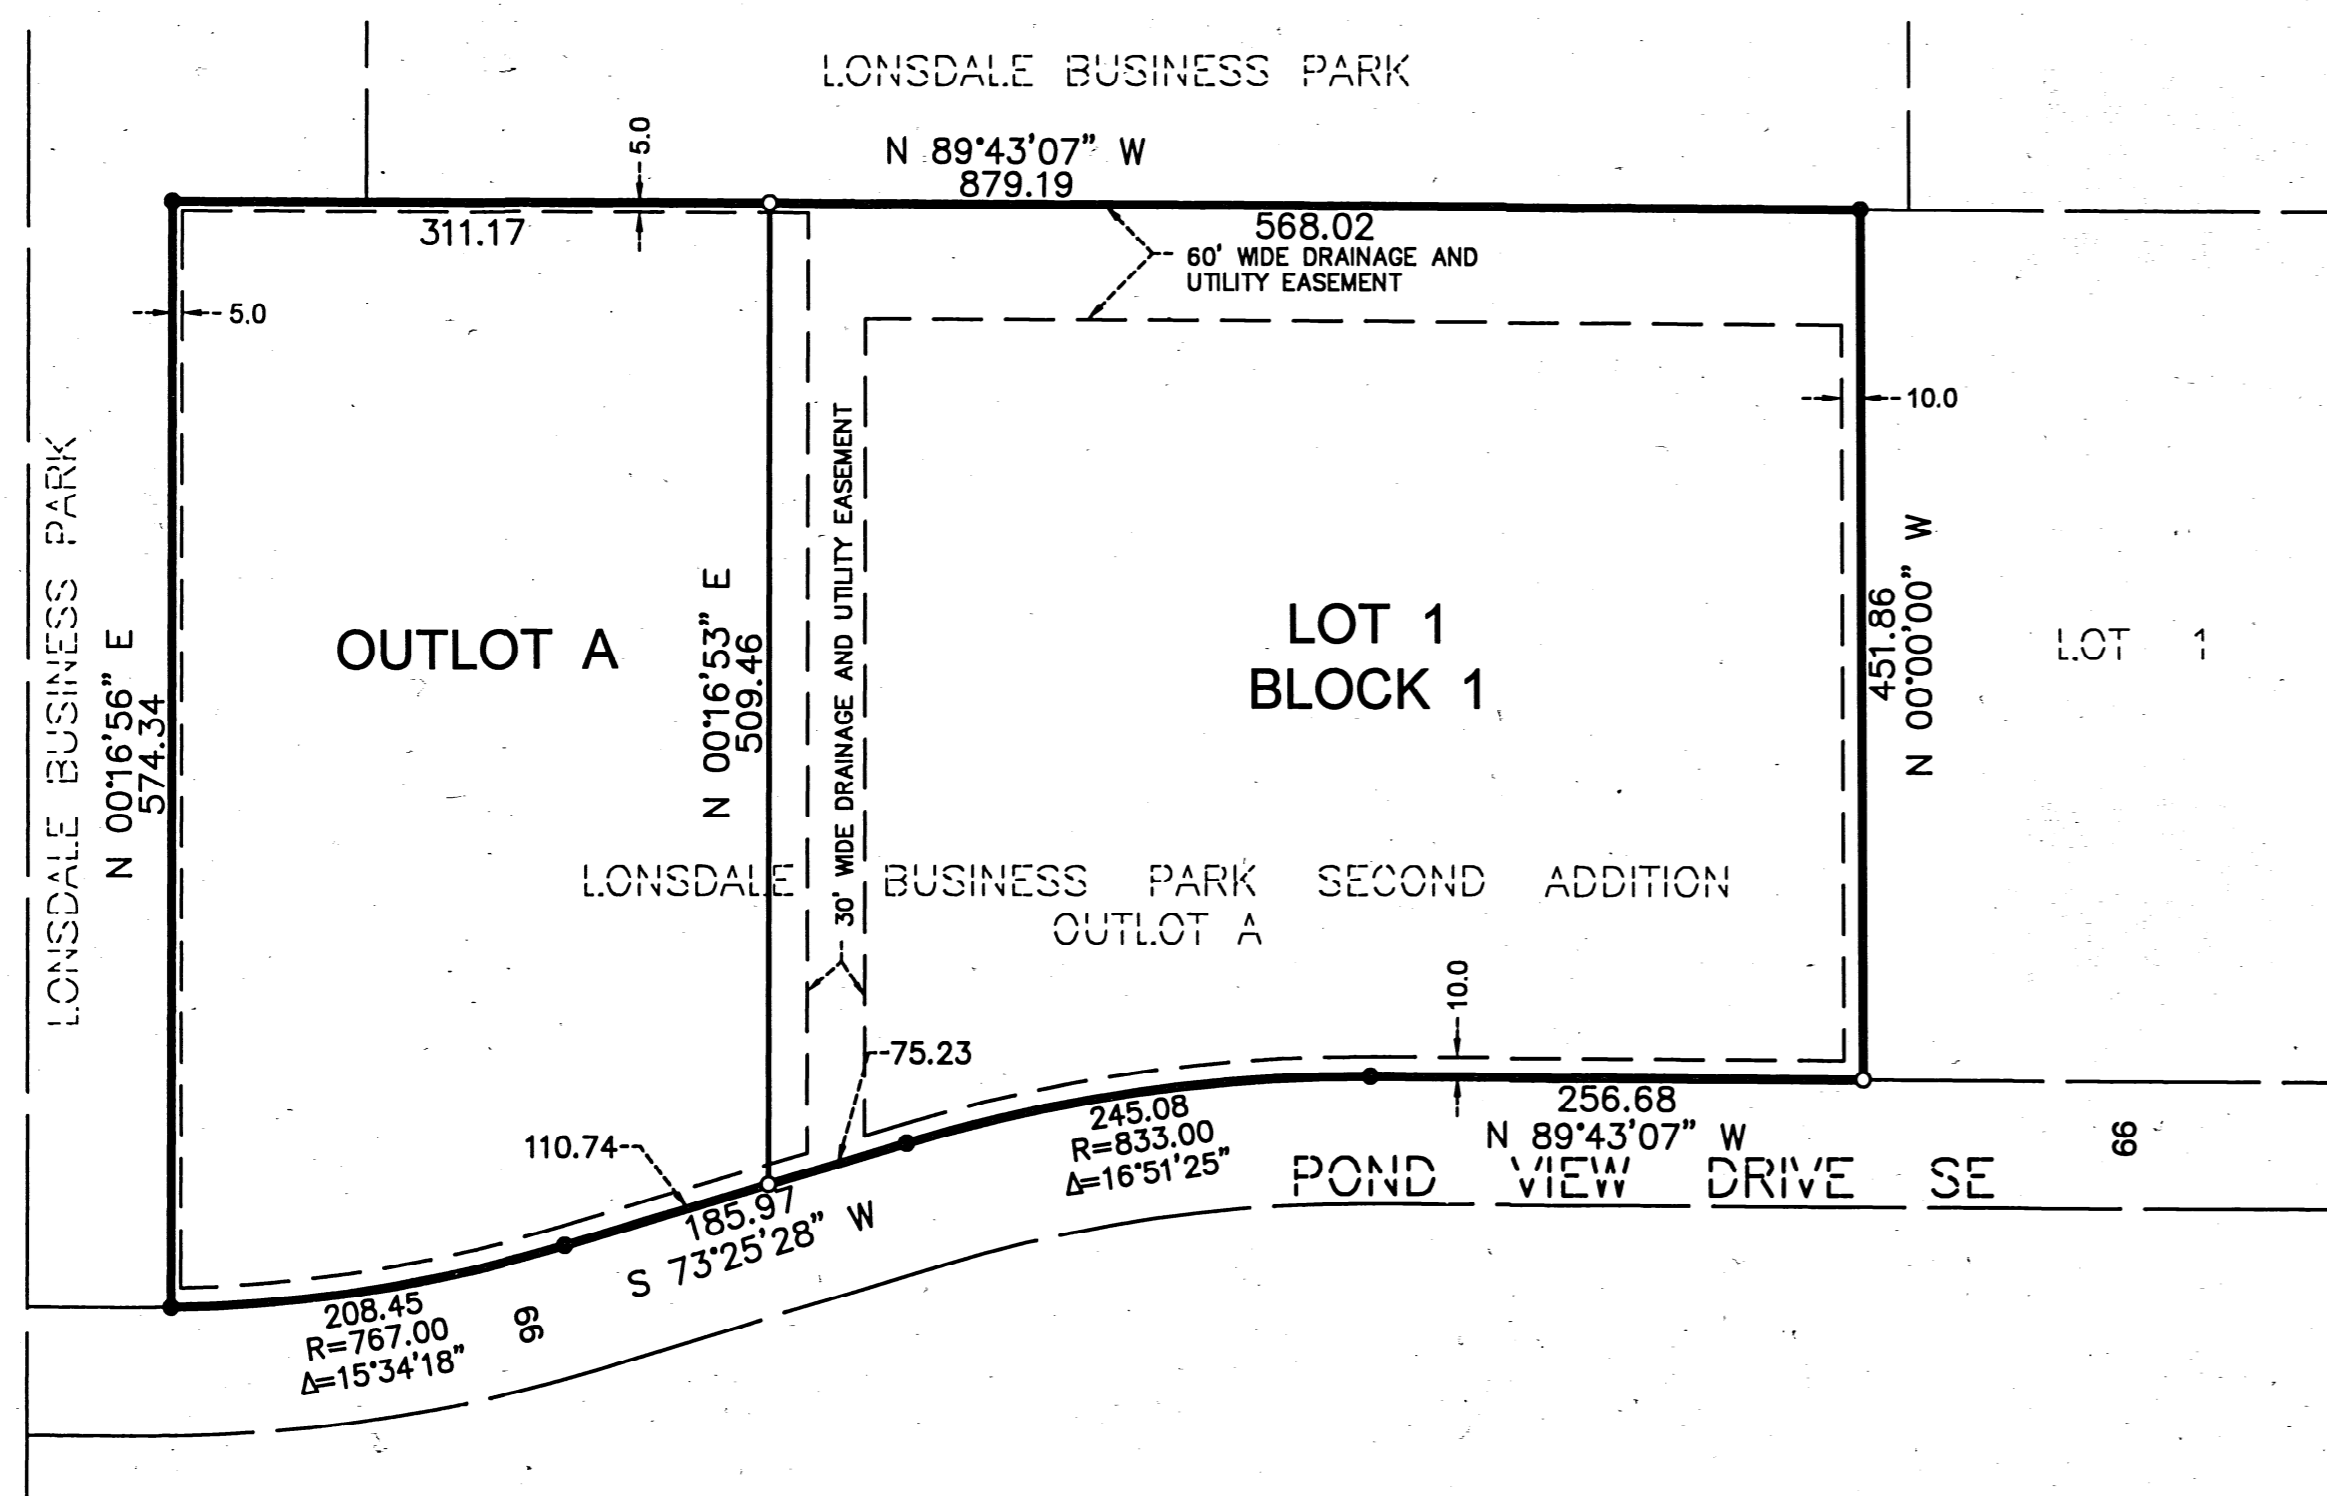 LONSDALE BUSINESS PARK
5.0
N 89°43'07" W
879.19
311.17
568.02
60' WIDE DRAINAGE AND
UTILITY EASEMENT
5.0
10.0
LONSDALE BUSINESS PARK
N 00°16'56" E
574.34
OUTLOT A
N 00°16'53" E
509.46
30' WIDE DRAINAGE AND UTILITY EASEMENT
LOT 1
BLOCK 1
451.86
N 00°00'00" W
LOT 1
LONSDALE BUSINESS PARK SECOND ADDITION
OUTLOT A
10.0
75.23
110.74
185.97
S 73°25'28" W
245.08
R=833.00
Δ=16°51'25"
256.68
N 89°43'07" W
66
POND VIEW DRIVE SE
208.45
R=767.00
Δ=15°34'18"
66